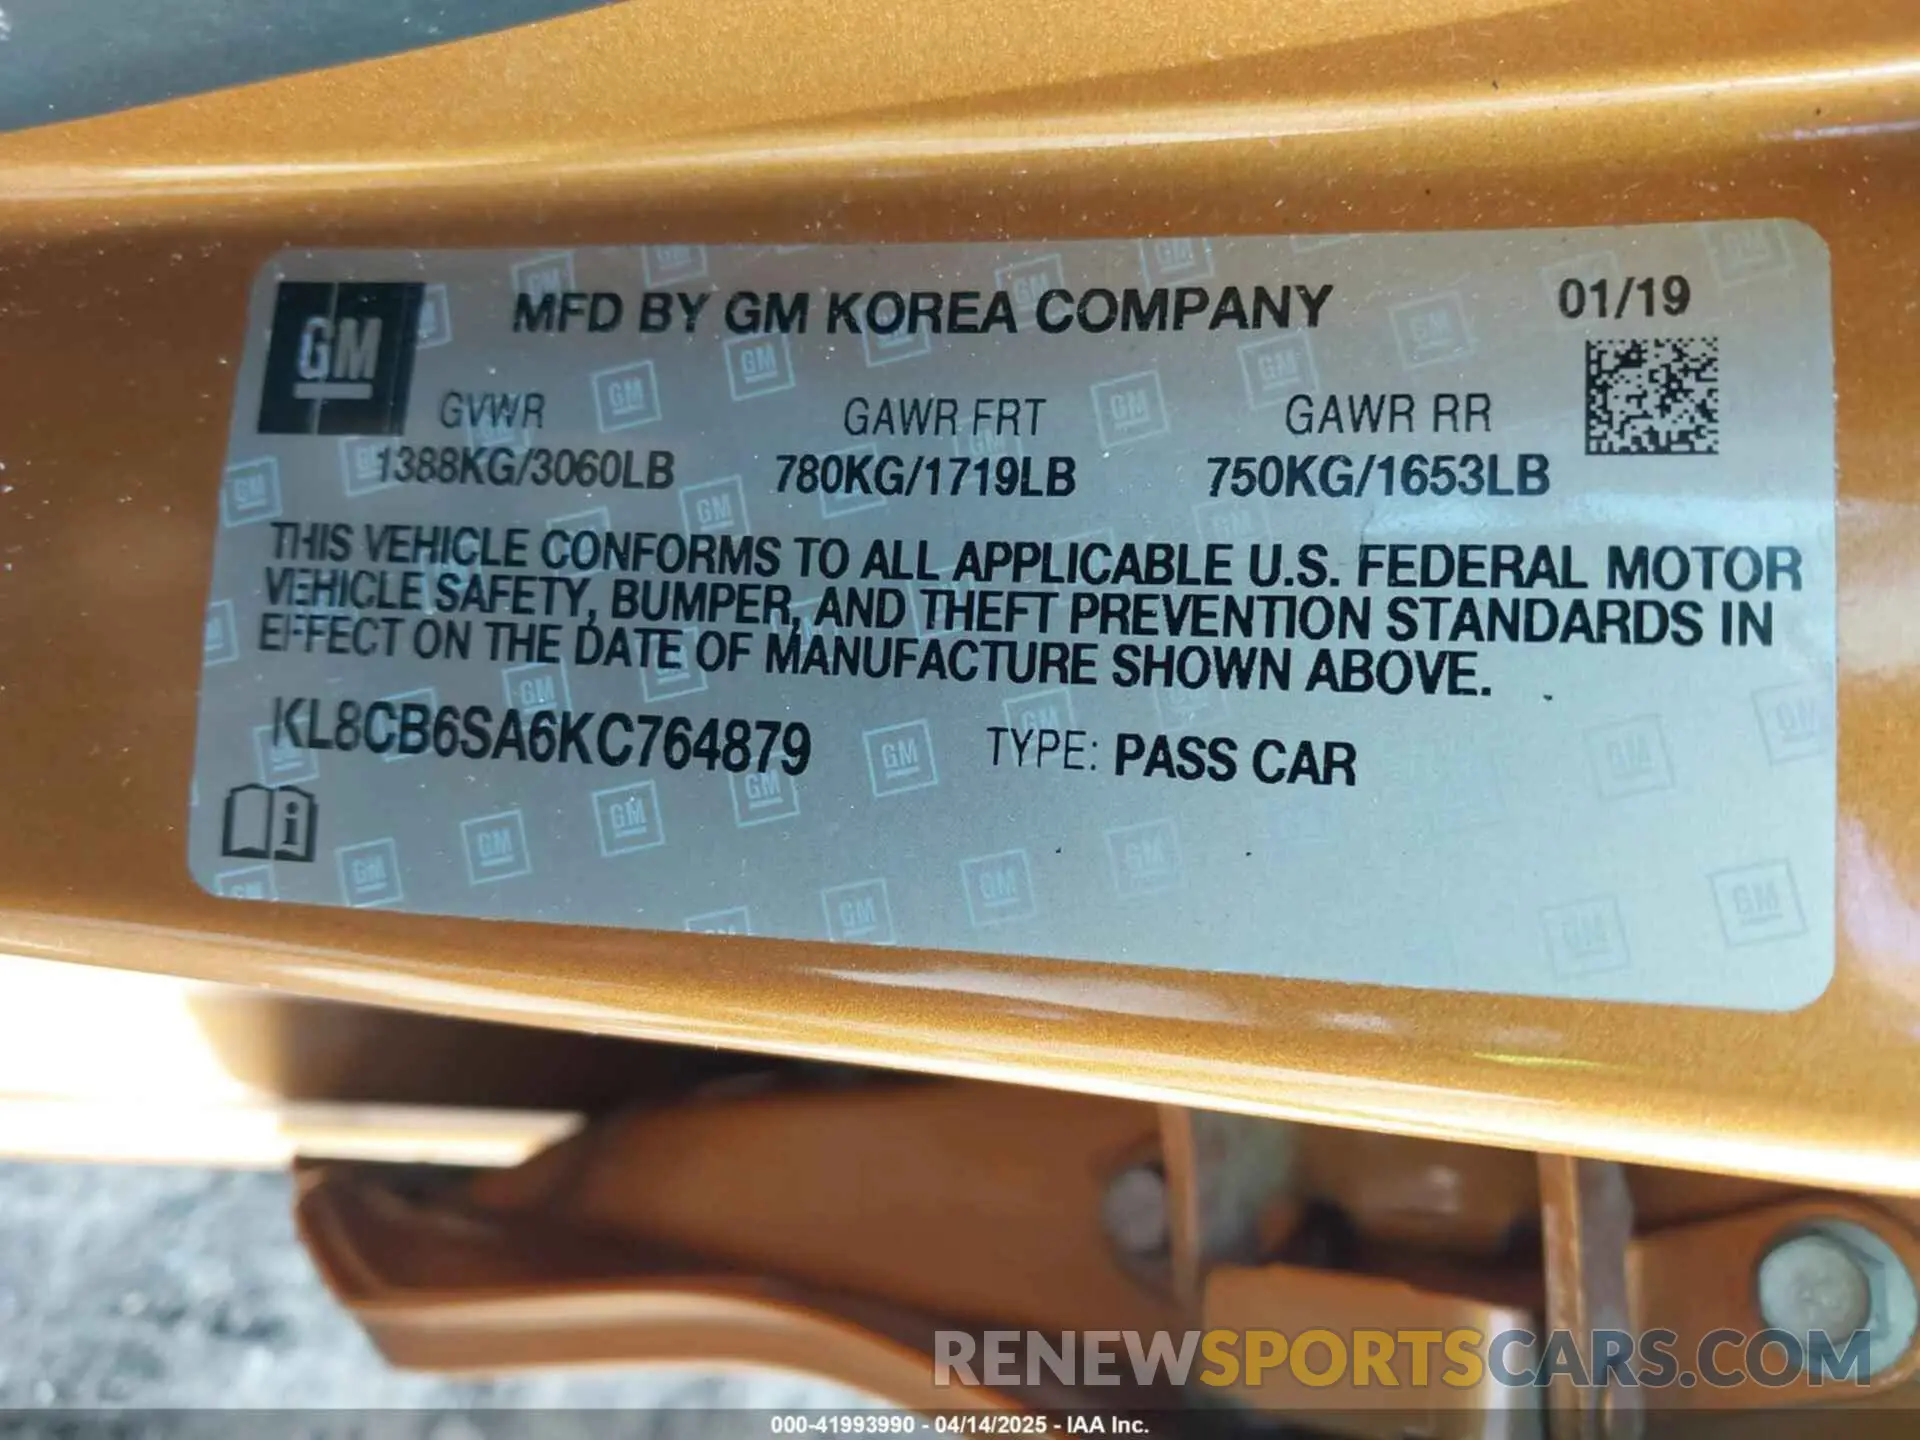 GM
MFD BY GM KOREA COMPANY
01/19
GVWR
GAWR FRT
GAWR RR
1388KG/3060LB
780KG/1719LB
750KG/1653LB
THIS VEHICLE CONFORMS TO ALL APPLICABLE U.S. FEDERAL MOTOR
VEHICLE SAFETY, BUMPER, AND THEFT PREVENTION STANDARDS IN
EFFECT ON THE DATE OF MANUFACTURE SHOWN ABOVE.
KL8CB6SA6KC764879
TYPE: PASS CAR
RENEWSPORTSCARS.COM
000-41993990 - 04/14/2025 - IAA Inc.